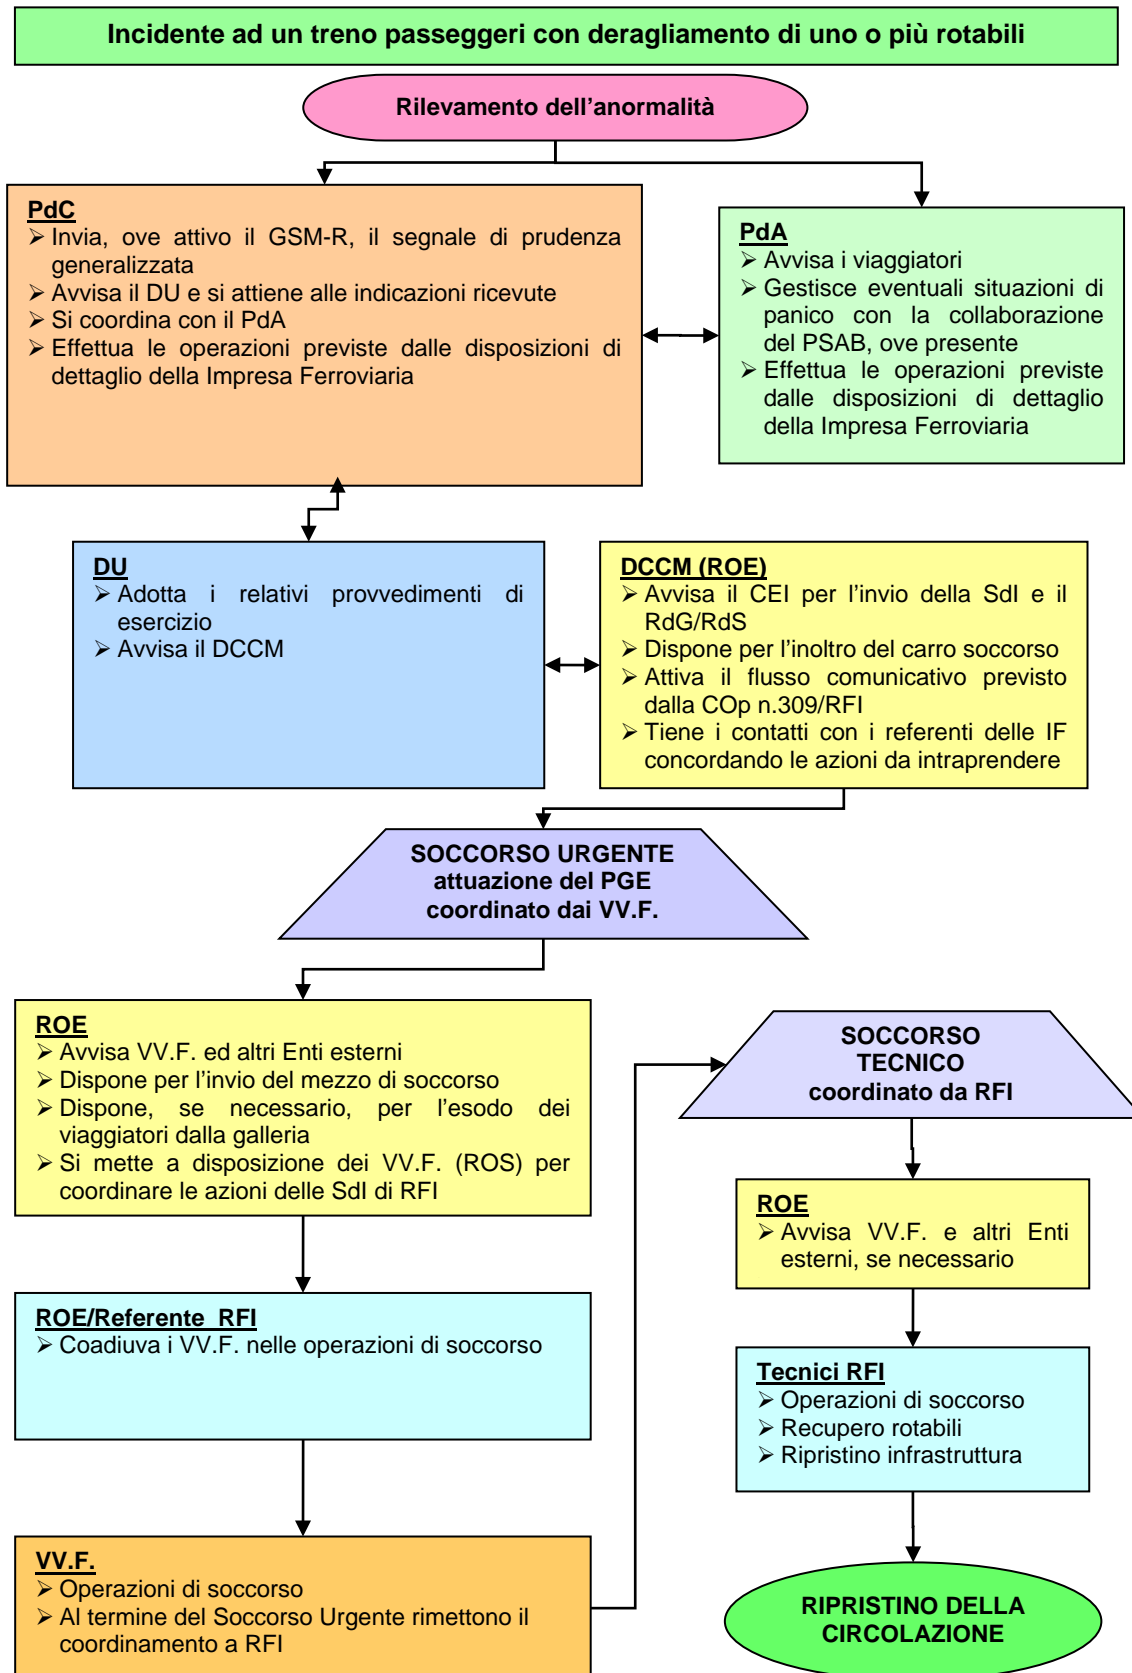 Incidente ad un treno passeggeri con deragliamento di uno o più rotabili
Rilevamento dell'anormalità
PdC
➢ Invia, ove attivo il GSM-R, il segnale di prudenza
generalizzata
➢ Avvisa il DU e si attiene alle indicazioni ricevute
➢ Si coordina con il PdA
➢ Effettua le operazioni previste dalle disposizioni di
dettaglio della Impresa Ferroviaria
PdA
➢ Avvisa i viaggiatori
➢ Gestisce eventuali situazioni di
panico con la collaborazione
del PSAB, ove presente
➢ Effettua le operazioni previste
dalle disposizioni di dettaglio
della Impresa Ferroviaria
DU
➢ Adotta i relativi provvedimenti di
esercizio
➢ Avvisa il DCCM
DCCM (ROE)
➢ Avvisa il CEI per l'invio della SdI e il
RdG/RdS
➢ Dispone per l'inoltro del carro soccorso
➢ Attiva il flusso comunicativo previsto
dalla COp n.309/RFI
➢ Tiene i contatti con i referenti delle IF
concordando le azioni da intraprendere
SOCCORSO URGENTE
attuazione del PGE
coordinato dai VV.F.
ROE
➢ Avvisa VV.F. ed altri Enti esterni
➢ Dispone per l'invio del mezzo di soccorso
➢ Dispone, se necessario, per l'esodo dei
viaggiatori dalla galleria
➢ Si mette a disposizione dei VV.F. (ROS) per
coordinare le azioni delle SdI di RFI
ROE/Referente RFI
➢ Coadiuva i VV.F. nelle operazioni di soccorso
VV.F.
➢ Operazioni di soccorso
➢ Al termine del Soccorso Urgente rimettono il
coordinamento a RFI
SOCCORSO
TECNICO
coordinato da RFI
ROE
➢ Avvisa VV.F. e altri Enti
esterni, se necessario
Tecnici RFI
➢ Operazioni di soccorso
➢ Recupero rotabili
➢ Ripristino infrastruttura
RIPRISTINO DELLA
CIRCOLAZIONE